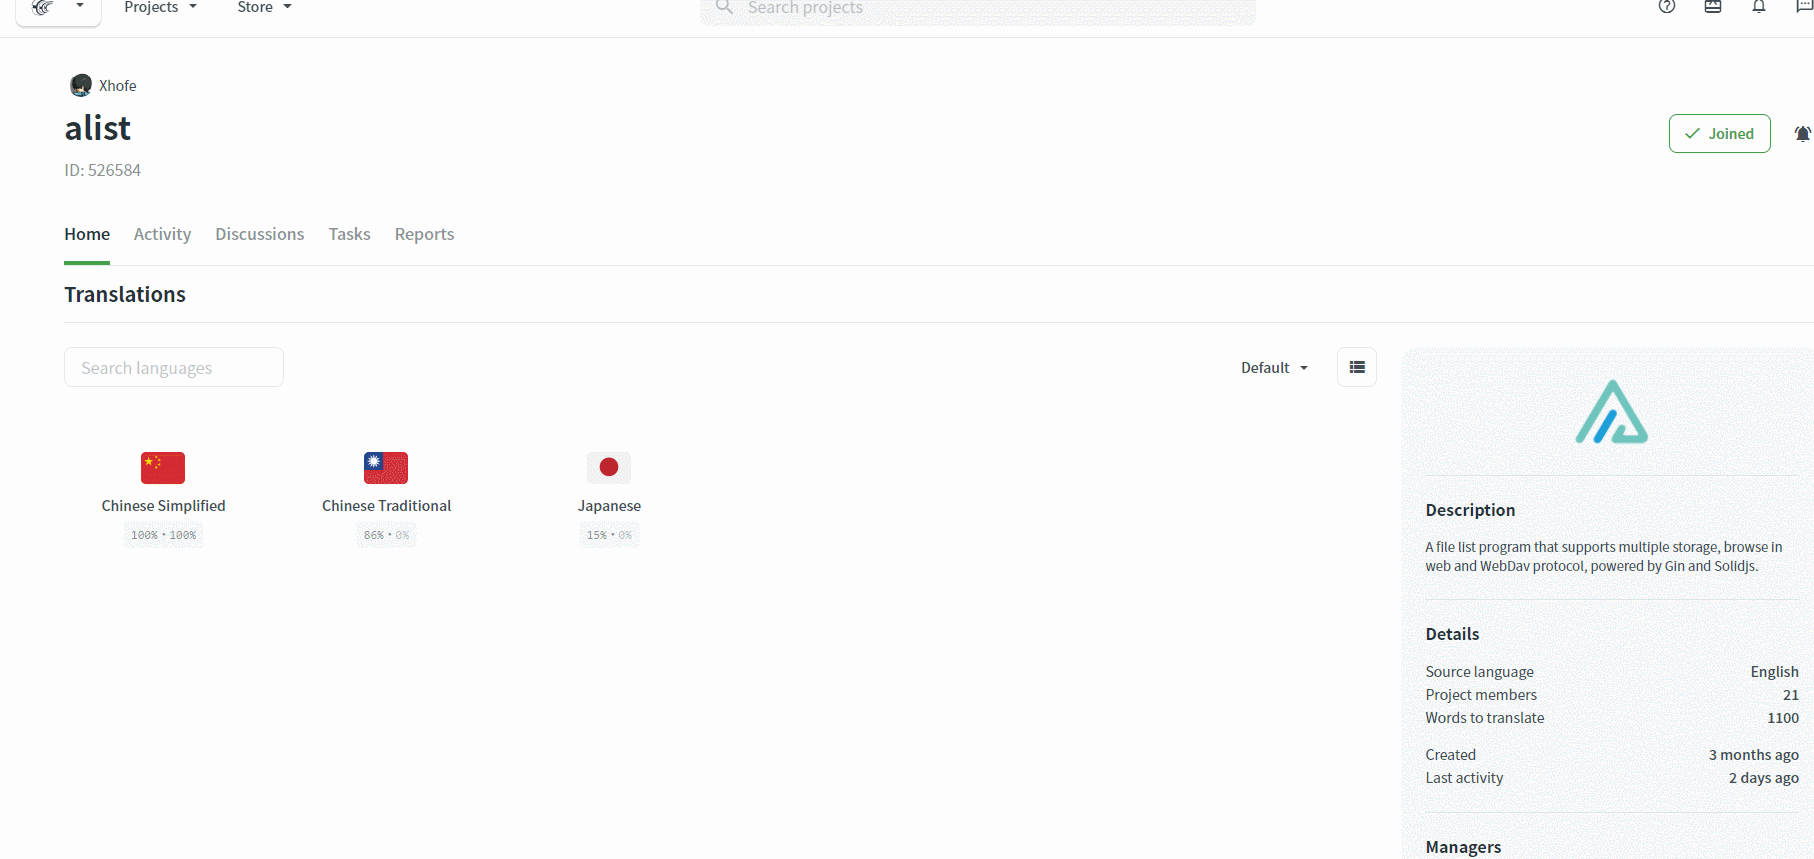 Projects Store Search projects
Xhofe
alist
Joined
ID: 526584
Home Activity Discussions Tasks Reports
Translations
Search languages
Default
Chinese Simplified Chinese Traditional Japanese
100% • 100% 86% • 0% 15% • 0%
Description
A file list program that supports multiple storage, browse in
web and WebDav protocol, powered by Gin and Solidjs.
Details
Source language English
Project members 21
Words to translate 1100
Created 3 months ago
Last activity 2 days ago
Managers